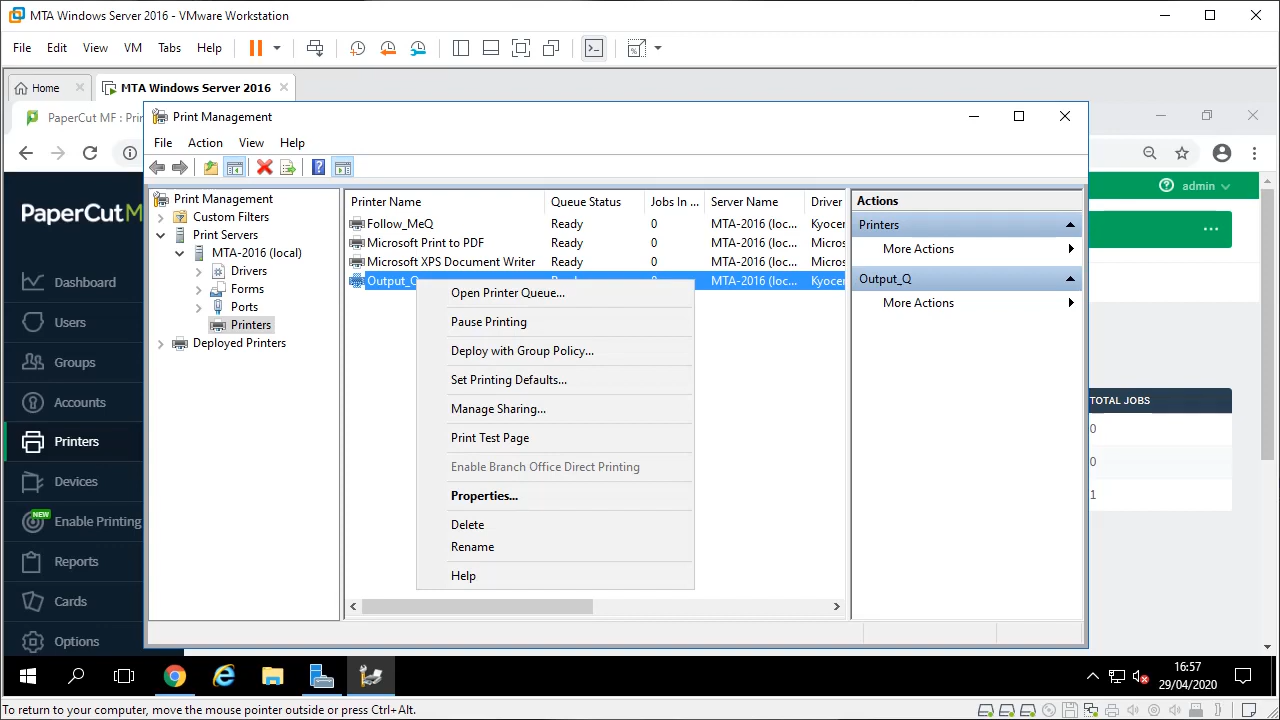 MTA Windows Server 2016 - VMware Workstation
File Edit View VM Tabs Help
Home MTA Windows Server 2016
PaperCut MF : Prin
Print Management
File Action View Help
PaperCut M
admin
Print Management
Custom Filters
Print Servers
MTA-2016 (local)
Drivers
Forms
Ports
Printers
Deployed Printers
Printer Name Queue Status Jobs In ... Server Name Driver
Follow_MeQ Ready 0 MTA-2016 (loc... Kyocer
Microsoft Print to PDF Ready 0 MTA-2016 (loc... Micros
Microsoft XPS Document Writer Ready 0 MTA-2016 (loc... Micros
Output_Q Ready 0 MTA-2016 (loc... Kyocer
Open Printer Queue...
Pause Printing
Deploy with Group Policy...
Set Printing Defaults...
Manage Sharing...
Print Test Page
Enable Branch Office Direct Printing
Properties...
Delete
Rename
Help
Actions
Printers
More Actions
Output_Q
More Actions
Dashboard
Users
Groups
Accounts
Printers
Devices
NEW
Enable Printing
Reports
Cards
Options
TOTAL JOBS
0
0
1
16:57
29/04/2020
To return to your computer, move the mouse pointer outside or press Ctrl+Alt.